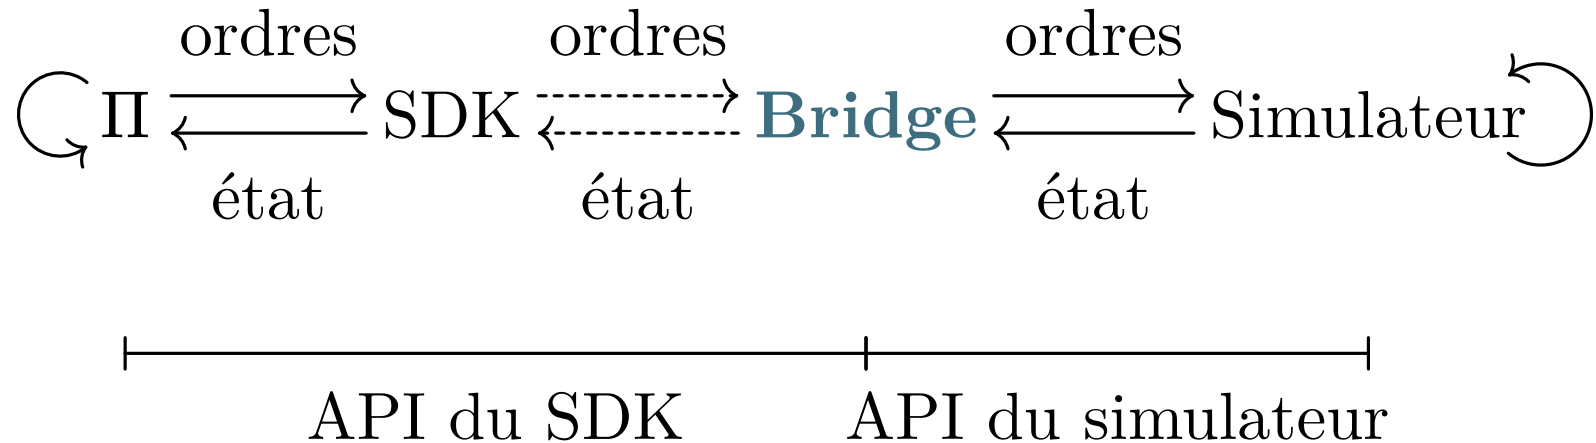 ordres ordres ordres
Π SDK Bridge Simulateur
état état état
API du SDK API du simulateur